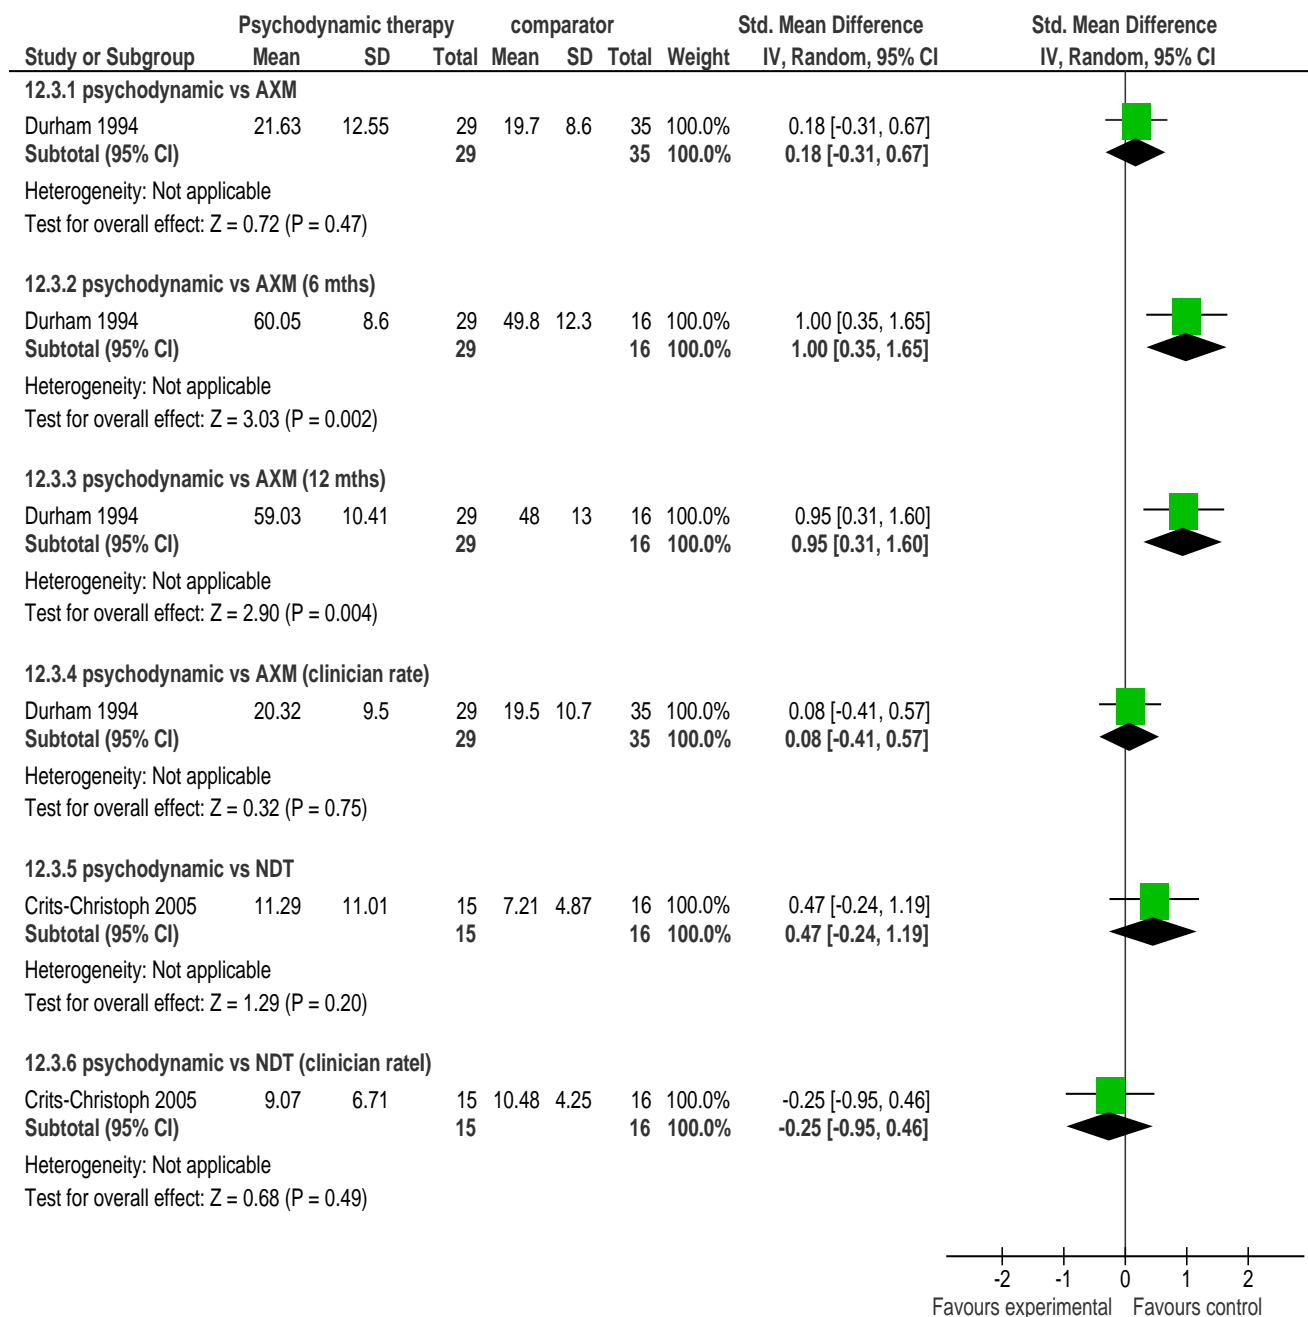 Psychodynamic therapy comparator Std. Mean Difference Std. Mean Difference
Study or Subgroup Mean SD Total Mean SD Total Weight IV, Random, 95% CI IV, Random, 95% CI
12.3.1 psychodynamic vs AXM
Durham 1994 21.63 12.55 29 19.7 8.6 35 100.0% 0.18 [-0.31, 0.67]
Subtotal (95% CI) 29 35 100.0% 0.18 [-0.31, 0.67]
Heterogeneity: Not applicable
Test for overall effect: Z = 0.72 (P = 0.47)
12.3.2 psychodynamic vs AXM (6 mths)
Durham 1994 60.05 8.6 29 49.8 12.3 16 100.0% 1.00 [0.35, 1.65]
Subtotal (95% CI) 29 16 100.0% 1.00 [0.35, 1.65]
Heterogeneity: Not applicable
Test for overall effect: Z = 3.03 (P = 0.002)
12.3.3 psychodynamic vs AXM (12 mths)
Durham 1994 59.03 10.41 29 48 13 16 100.0% 0.95 [0.31, 1.60]
Subtotal (95% CI) 29 16 100.0% 0.95 [0.31, 1.60]
Heterogeneity: Not applicable
Test for overall effect: Z = 2.90 (P = 0.004)
12.3.4 psychodynamic vs AXM (clinician rate)
Durham 1994 20.32 9.5 29 19.5 10.7 35 100.0% 0.08 [-0.41, 0.57]
Subtotal (95% CI) 29 35 100.0% 0.08 [-0.41, 0.57]
Heterogeneity: Not applicable
Test for overall effect: Z = 0.32 (P = 0.75)
12.3.5 psychodynamic vs NDT
Crits-Christoph 2005 11.29 11.01 15 7.21 4.87 16 100.0% 0.47 [-0.24, 1.19]
Subtotal (95% CI) 15 16 100.0% 0.47 [-0.24, 1.19]
Heterogeneity: Not applicable
Test for overall effect: Z = 1.29 (P = 0.20)
12.3.6 psychodynamic vs NDT (clinician ratel)
Crits-Christoph 2005 9.07 6.71 15 10.48 4.25 16 100.0% -0.25 [-0.95, 0.46]
Subtotal (95% CI) 15 16 100.0% -0.25 [-0.95, 0.46]
Heterogeneity: Not applicable
Test for overall effect: Z = 0.68 (P = 0.49)
-2 -1 0 1 2
Favours experimental Favours control